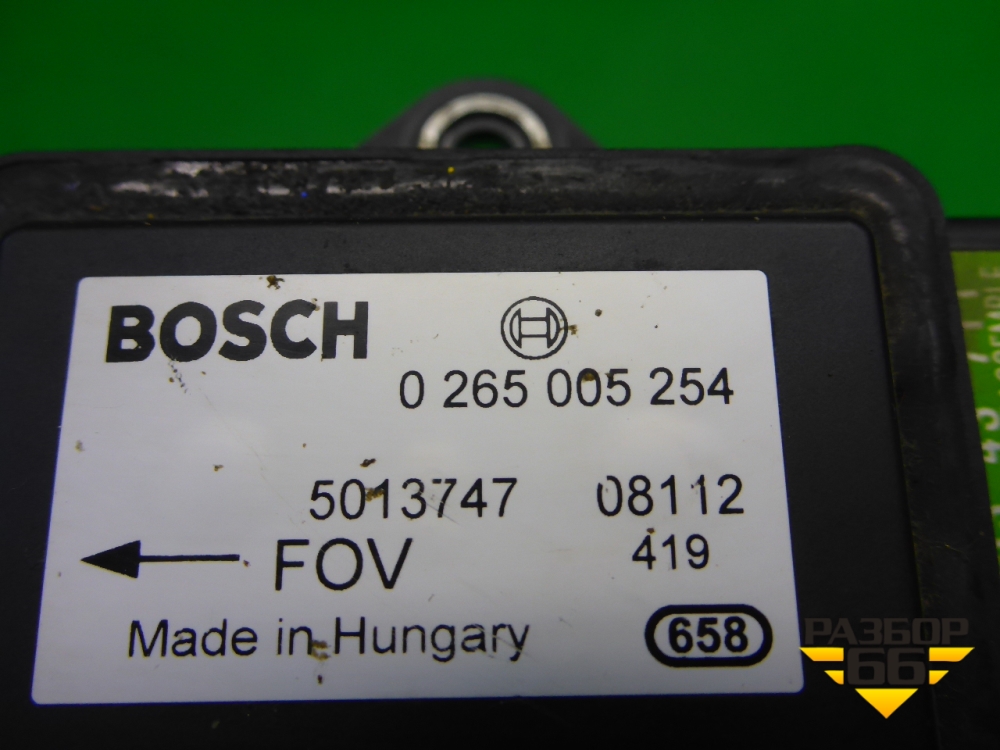 BOSCH
0 265 005 254
5013747 08112
FOV 419
Made in Hungary 658
РАЗБОР
66